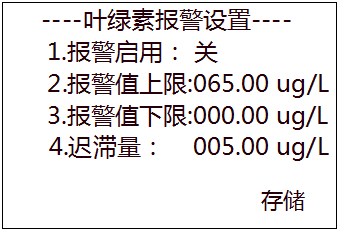 ----叶绿素报警设置----
1.报警启用： 关
2.报警值上限:065.00 ug/L
3.报警值下限:000.00 ug/L
4.迟滞量： 005.00 ug/L
存储